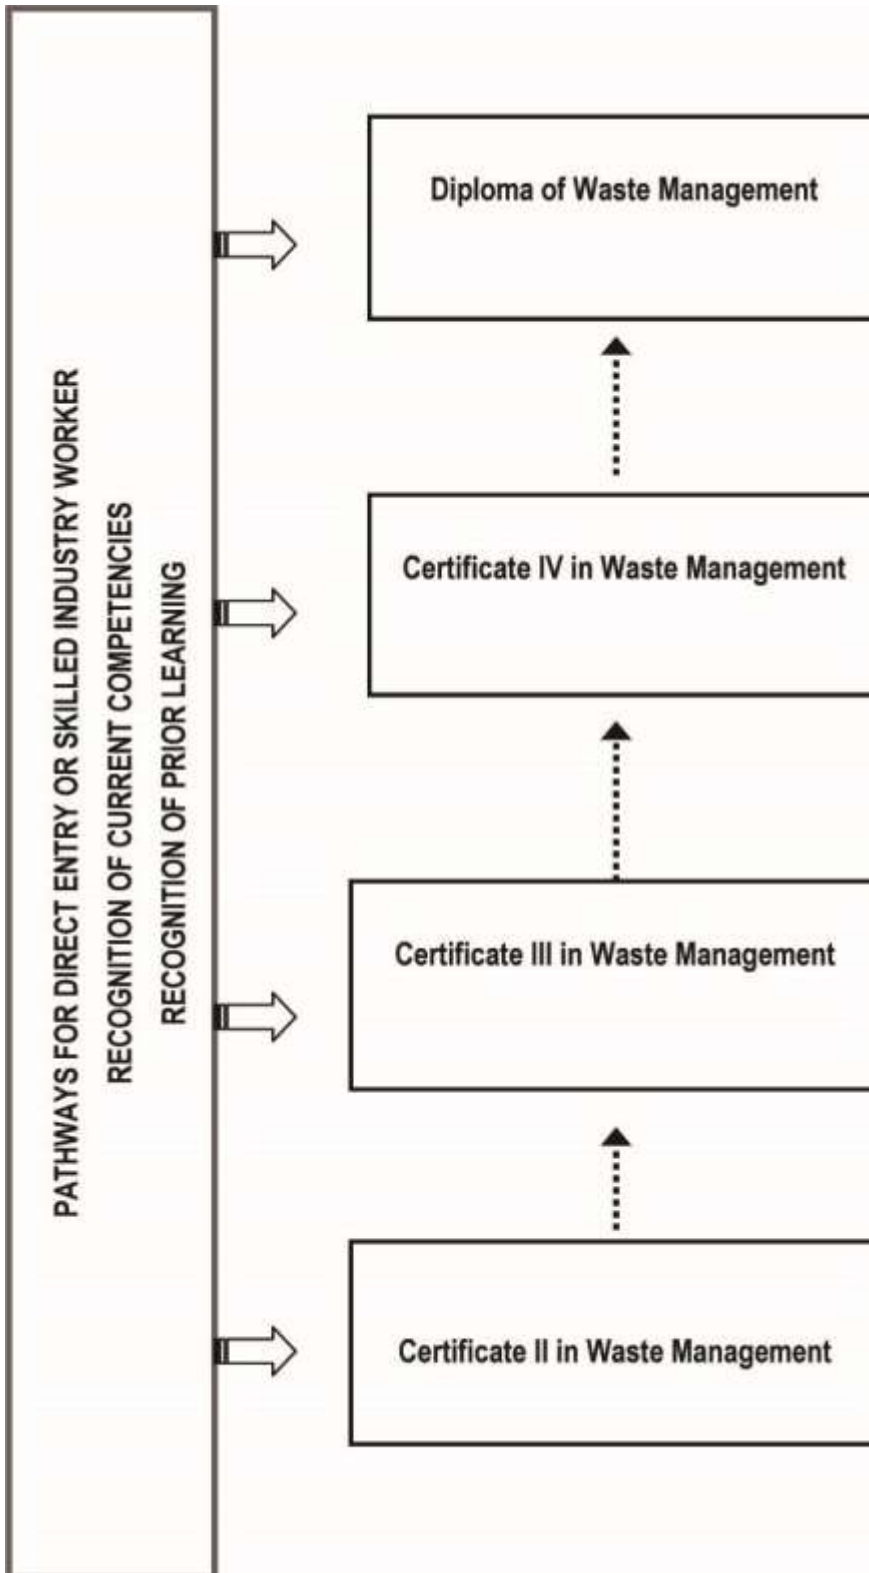 PATHWAYS FOR DIRECT ENTRY OR SKILLED INDUSTRY WORKER
RECOGNITION OF CURRENT COMPETENCIES
RECOGNITION OF PRIOR LEARNING
Diploma of Waste Management
Certificate IV in Waste Management
Certificate III in Waste Management
Certificate II in Waste Management